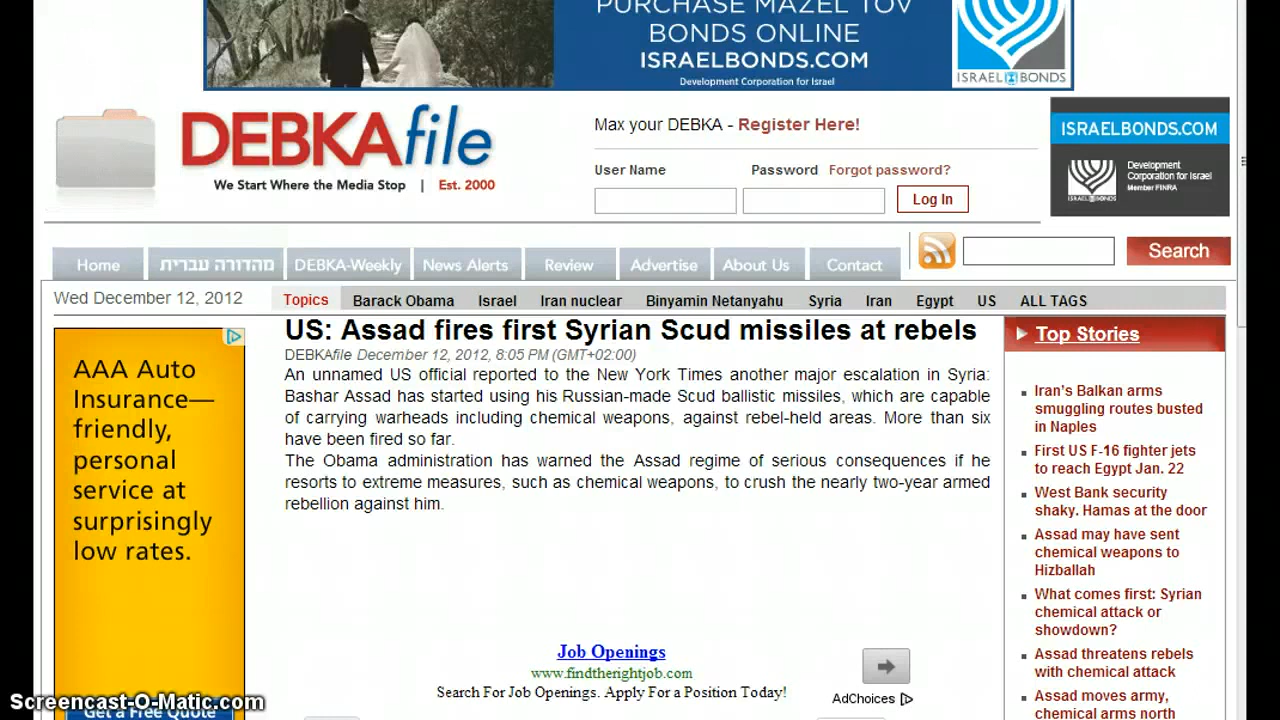 PURCHASE MAZEL TOV
BONDS ONLINE
ISRAELBONDS.COM
Development Corporation for Israel
ISRAEL BONDS
DEBKAfile
We Start Where the Media Stop | Est. 2000
Max your DEBKA - Register Here!
User Name
Password Forgot password?
Log In
ISRAELBONDS.COM
Development
Corporation for Israel
Member FINRA
ISRAEL BONDS
Home מהדורה עברית DEBKA-Weekly News Alerts Review Advertise About Us Contact
Search
Wed December 12, 2012
Topics Barack Obama Israel Iran nuclear Binyamin Netanyahu Syria Iran Egypt US ALL TAGS
AAA Auto
Insurance—
friendly,
personal
service at
surprisingly
low rates.
Get a Free Quote
US: Assad fires first Syrian Scud missiles at rebels
DEBKAfile December 12, 2012, 8:05 PM (GMT+02:00)
An unnamed US official reported to the New York Times another major escalation in Syria:
Bashar Assad has started using his Russian-made Scud ballistic missiles, which are capable
of carrying warheads including chemical weapons, against rebel-held areas. More than six
have been fired so far.
The Obama administration has warned the Assad regime of serious consequences if he
resorts to extreme measures, such as chemical weapons, to crush the nearly two-year armed
rebellion against him.
Job Openings
www.findtherightjob.com
Search For Job Openings. Apply For a Position Today!
AdChoices
Top Stories
Iran's Balkan arms
smuggling routes busted
in Naples
First US F-16 fighter jets
to reach Egypt Jan. 22
West Bank security
shaky. Hamas at the door
Assad may have sent
chemical weapons to
Hizballah
What comes first: Syrian
chemical attack or
showdown?
Assad threatens rebels
with chemical attack
Assad moves army,
chemical arms north
Screencast-O-Matic.com